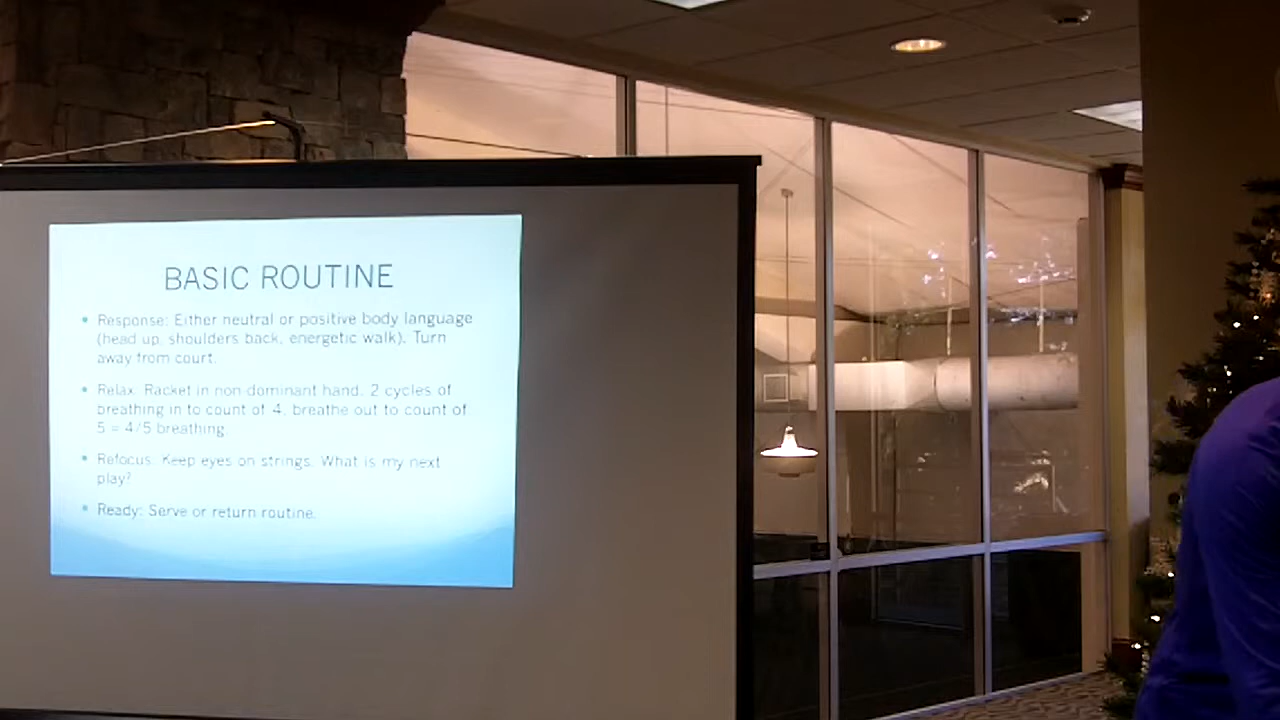 BASIC ROUTINE
• Response: Either neutral or positive body language
(head up, shoulders back, energetic walk). Turn
away from court.
• Relax: Racket in non-dominant hand. 2 cycles of
breathing in to count of 4, breathe out to count of
5 = 4/5 breathing.
• Refocus: Keep eyes on strings. What is my next
play?
• Ready: Serve or return routine.